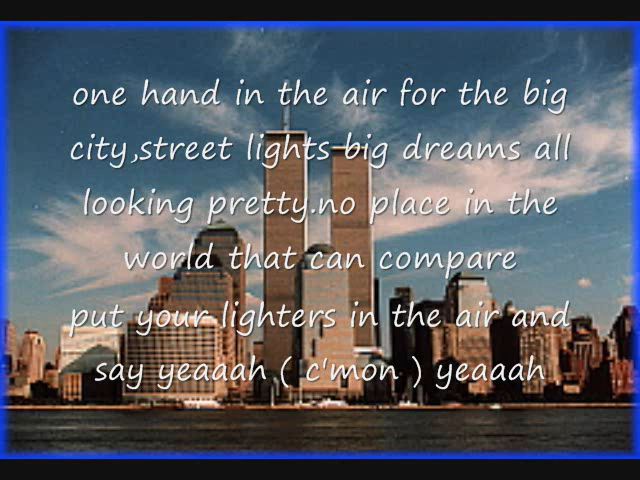 one hand in the air for the big
city,street lights big dreams all
looking pretty.no place in the
world that can compare
put your lighters in the air and
say yeaaah ( c'mon ) yeaaah